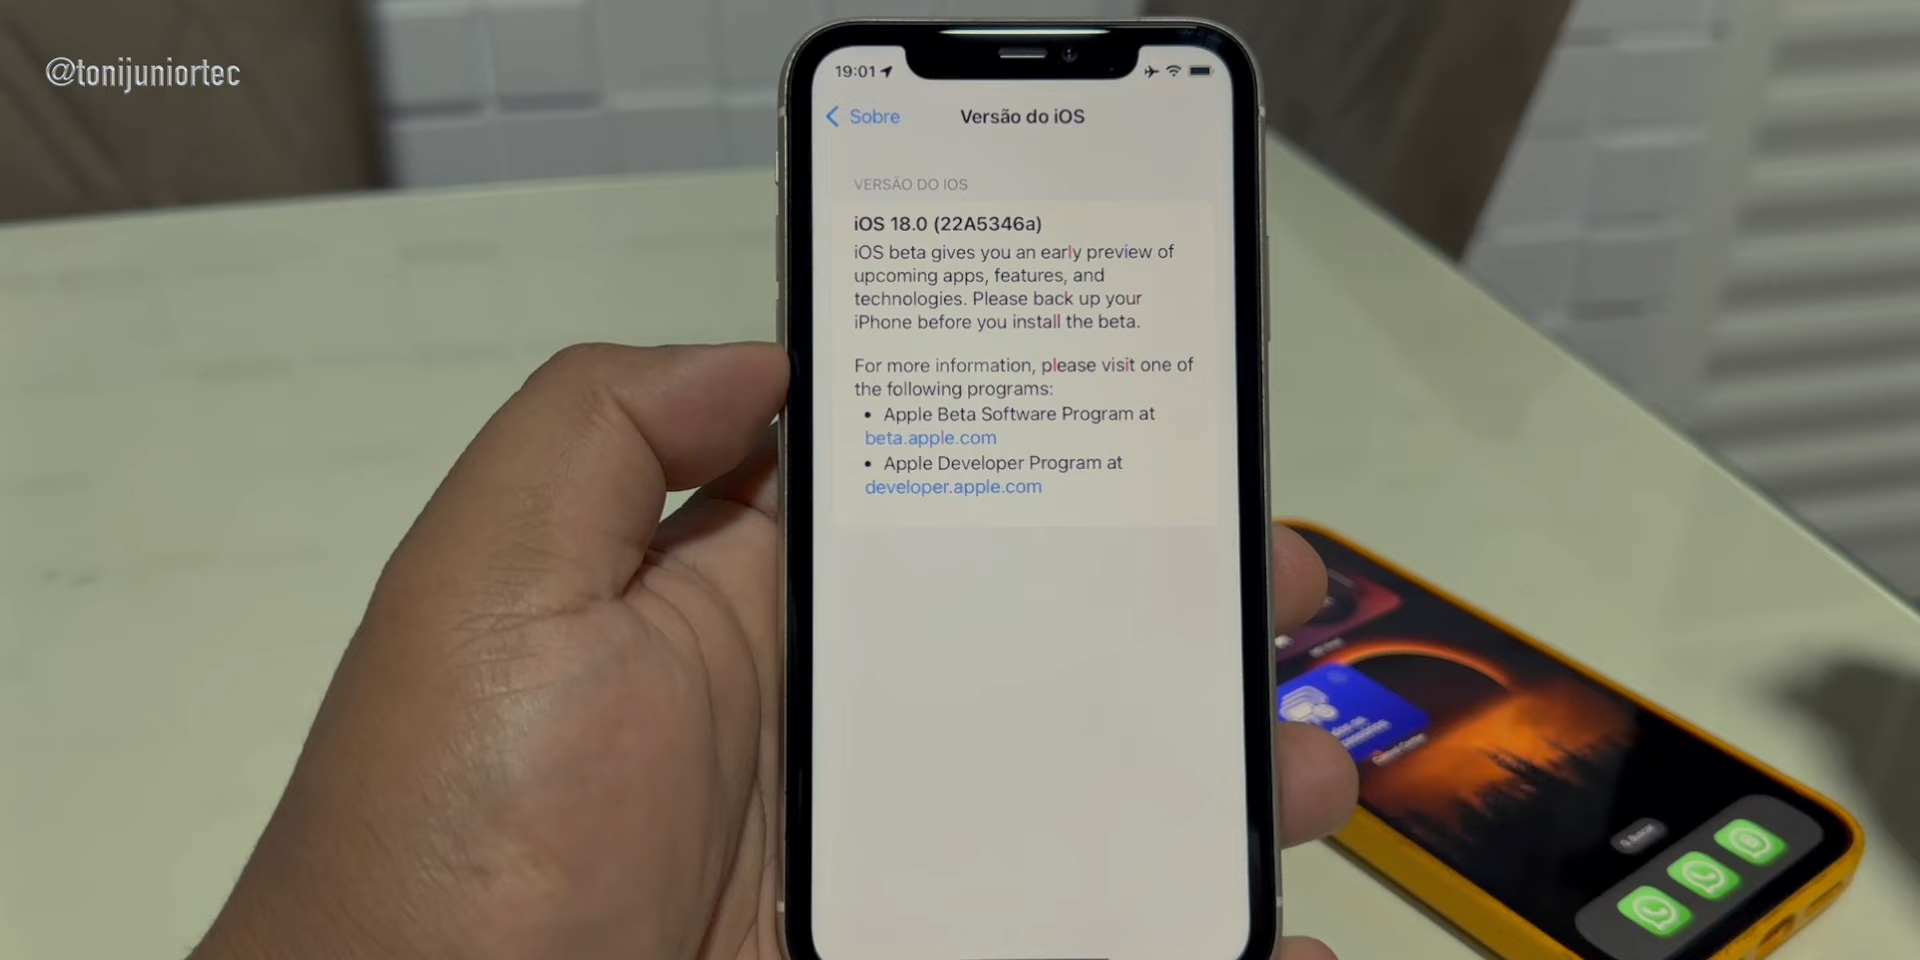 @tonijuniortec
19:01
Sobre
Versão do iOS
VERSÃO DO IOS
iOS 18.0 (22A5346a)
iOS beta gives you an early preview of
upcoming apps, features, and
technologies. Please back up your
iPhone before you install the beta.
For more information, please visit one of
the following programs:
• Apple Beta Software Program at
beta.apple.com
• Apple Developer Program at
developer.apple.com
Buscar